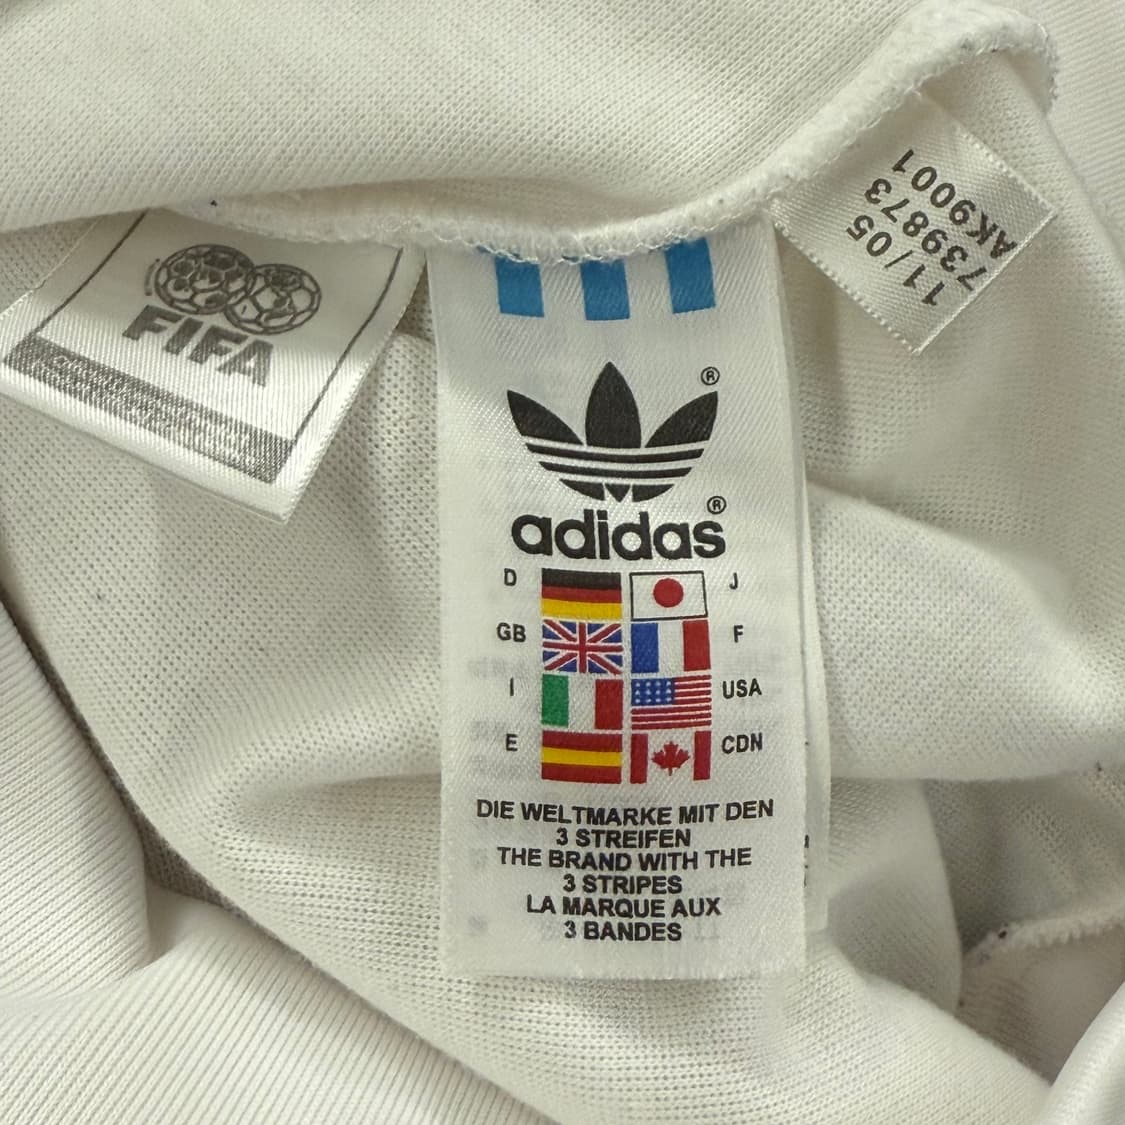 FIFA
11/05
739873
AK9001
®
adidas®
D
J
GB
F
I
USA
E
CDN
DIE WELTMARKE MIT DEN
3 STREIFEN
THE BRAND WITH THE
3 STRIPES
LA MARQUE AUX
3 BANDES